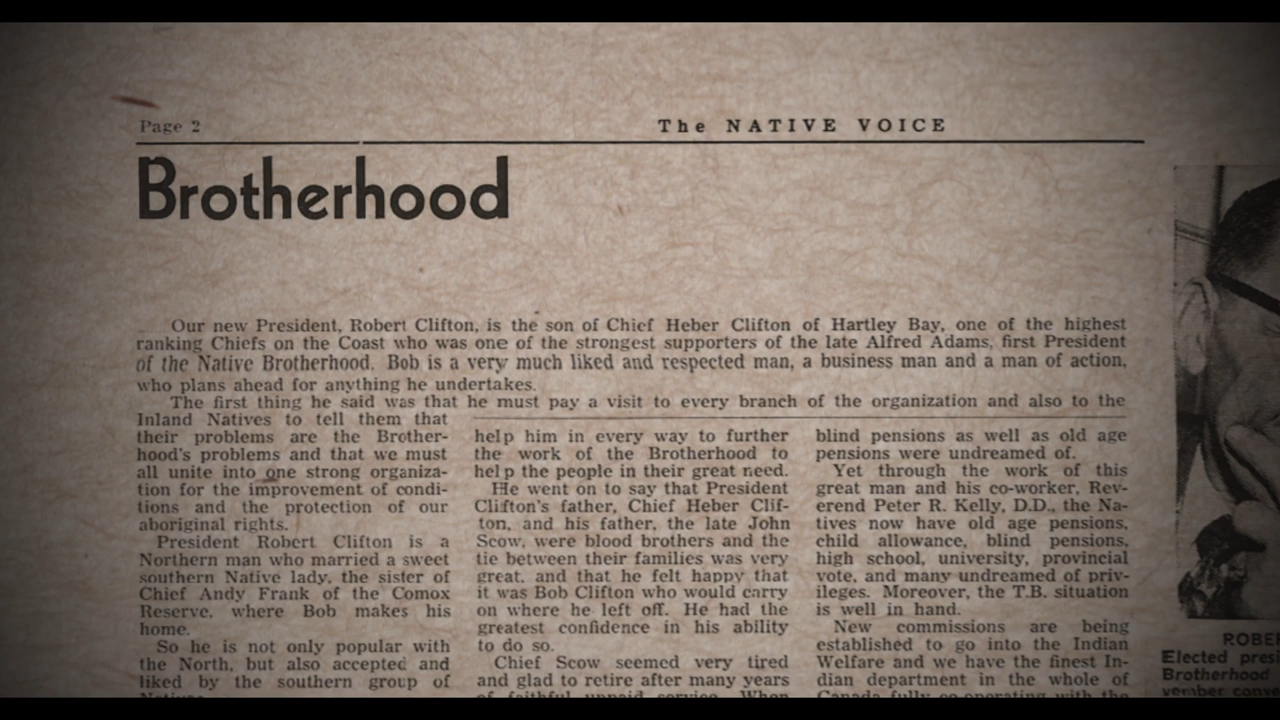 Page 2
The NATIVE VOICE
Brotherhood
Our new President, Robert Clifton, is the son of Chief Heber Clifton of Hartley Bay, one of the highest
ranking Chiefs on the Coast who was one of the strongest supporters of the late Alfred Adams, first President
of the Native Brotherhood. Bob is a very much liked and respected man, a business man and a man of action,
who plans ahead for anything he undertakes.
The first thing he said was that he must pay a visit to every branch of the organization and also to the
Inland Natives to tell them that
their problems are the Brother-
hood's problems and that we must
all unite into one strong organiza-
tion for the improvement of condi-
tions and the protection of our
aboriginal rights.
President Robert Clifton is a
Northern man who married a sweet
southern Native lady, the sister of
Chief Andy Frank of the Comox
Reserve, where Bob makes his
home.
So he is not only popular with
the North, but also accepted and
liked by the southern group of
Natives.
help him in every way to further
the work of the Brotherhood to
help the people in their great need.
He went on to say that President
Clifton's father, Chief Heber Clif-
ton, and his father, the late John
Scow, were blood brothers and the
tie between their families was very
great, and that he felt happy that
it was Bob Clifton who would carry
on where he left off. He had the
greatest confidence in his ability
to do so.
Chief Scow seemed very tired
and glad to retire after many years
of faithful unpaid service. When
blind pensions as well as old age
pensions were undreamed of.
Yet through the work of this
great man and his co-worker, Rev-
erend Peter R. Kelly, D.D., the Na-
tives now have old age pensions,
child allowance, blind pensions,
high school, university, provincial
vote, and many undreamed of priv-
ileges. Moreover, the T.B. situation
is well in hand.
New commissions are being
established to go into the Indian
Welfare and we have the finest In-
dian department in the whole of
Canada fully co-operating with the
ROBE
Elected presi
Brotherhood
vember conve